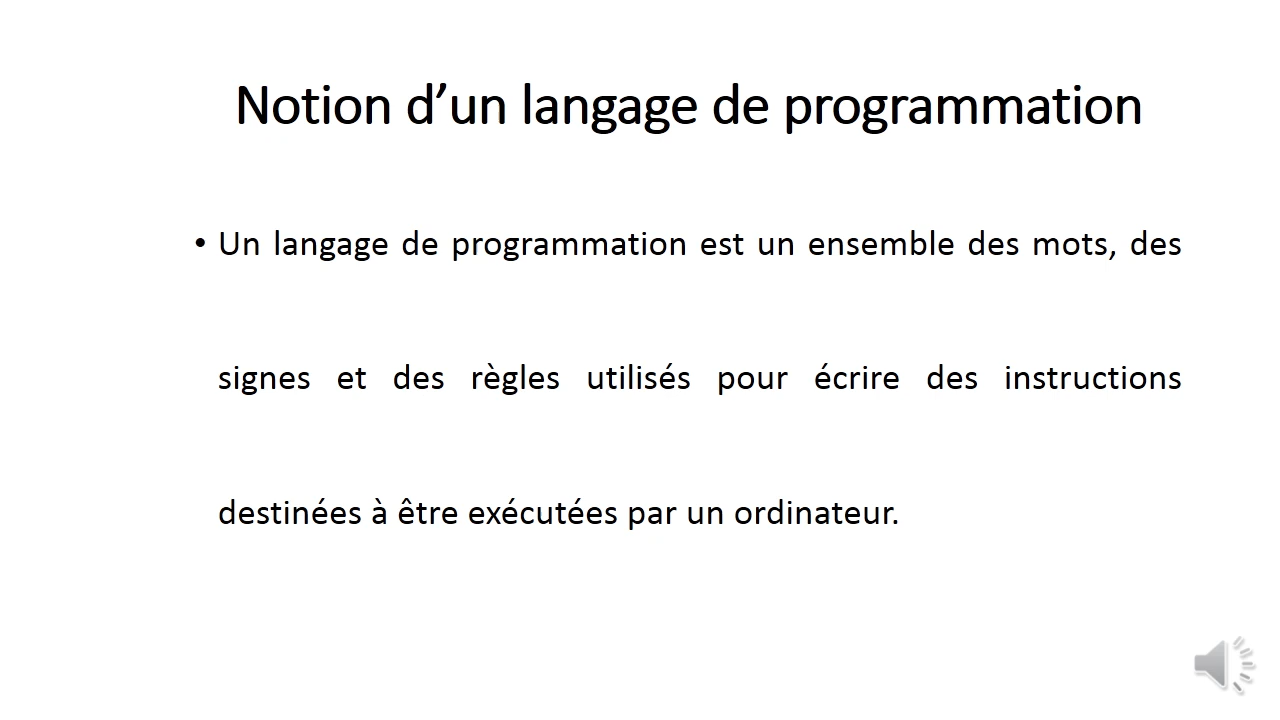 Notion d’un langage de programmation
• Un langage de programmation est un ensemble des mots, des
signes et des règles utilisés pour écrire des instructions
destinées à être exécutées par un ordinateur.